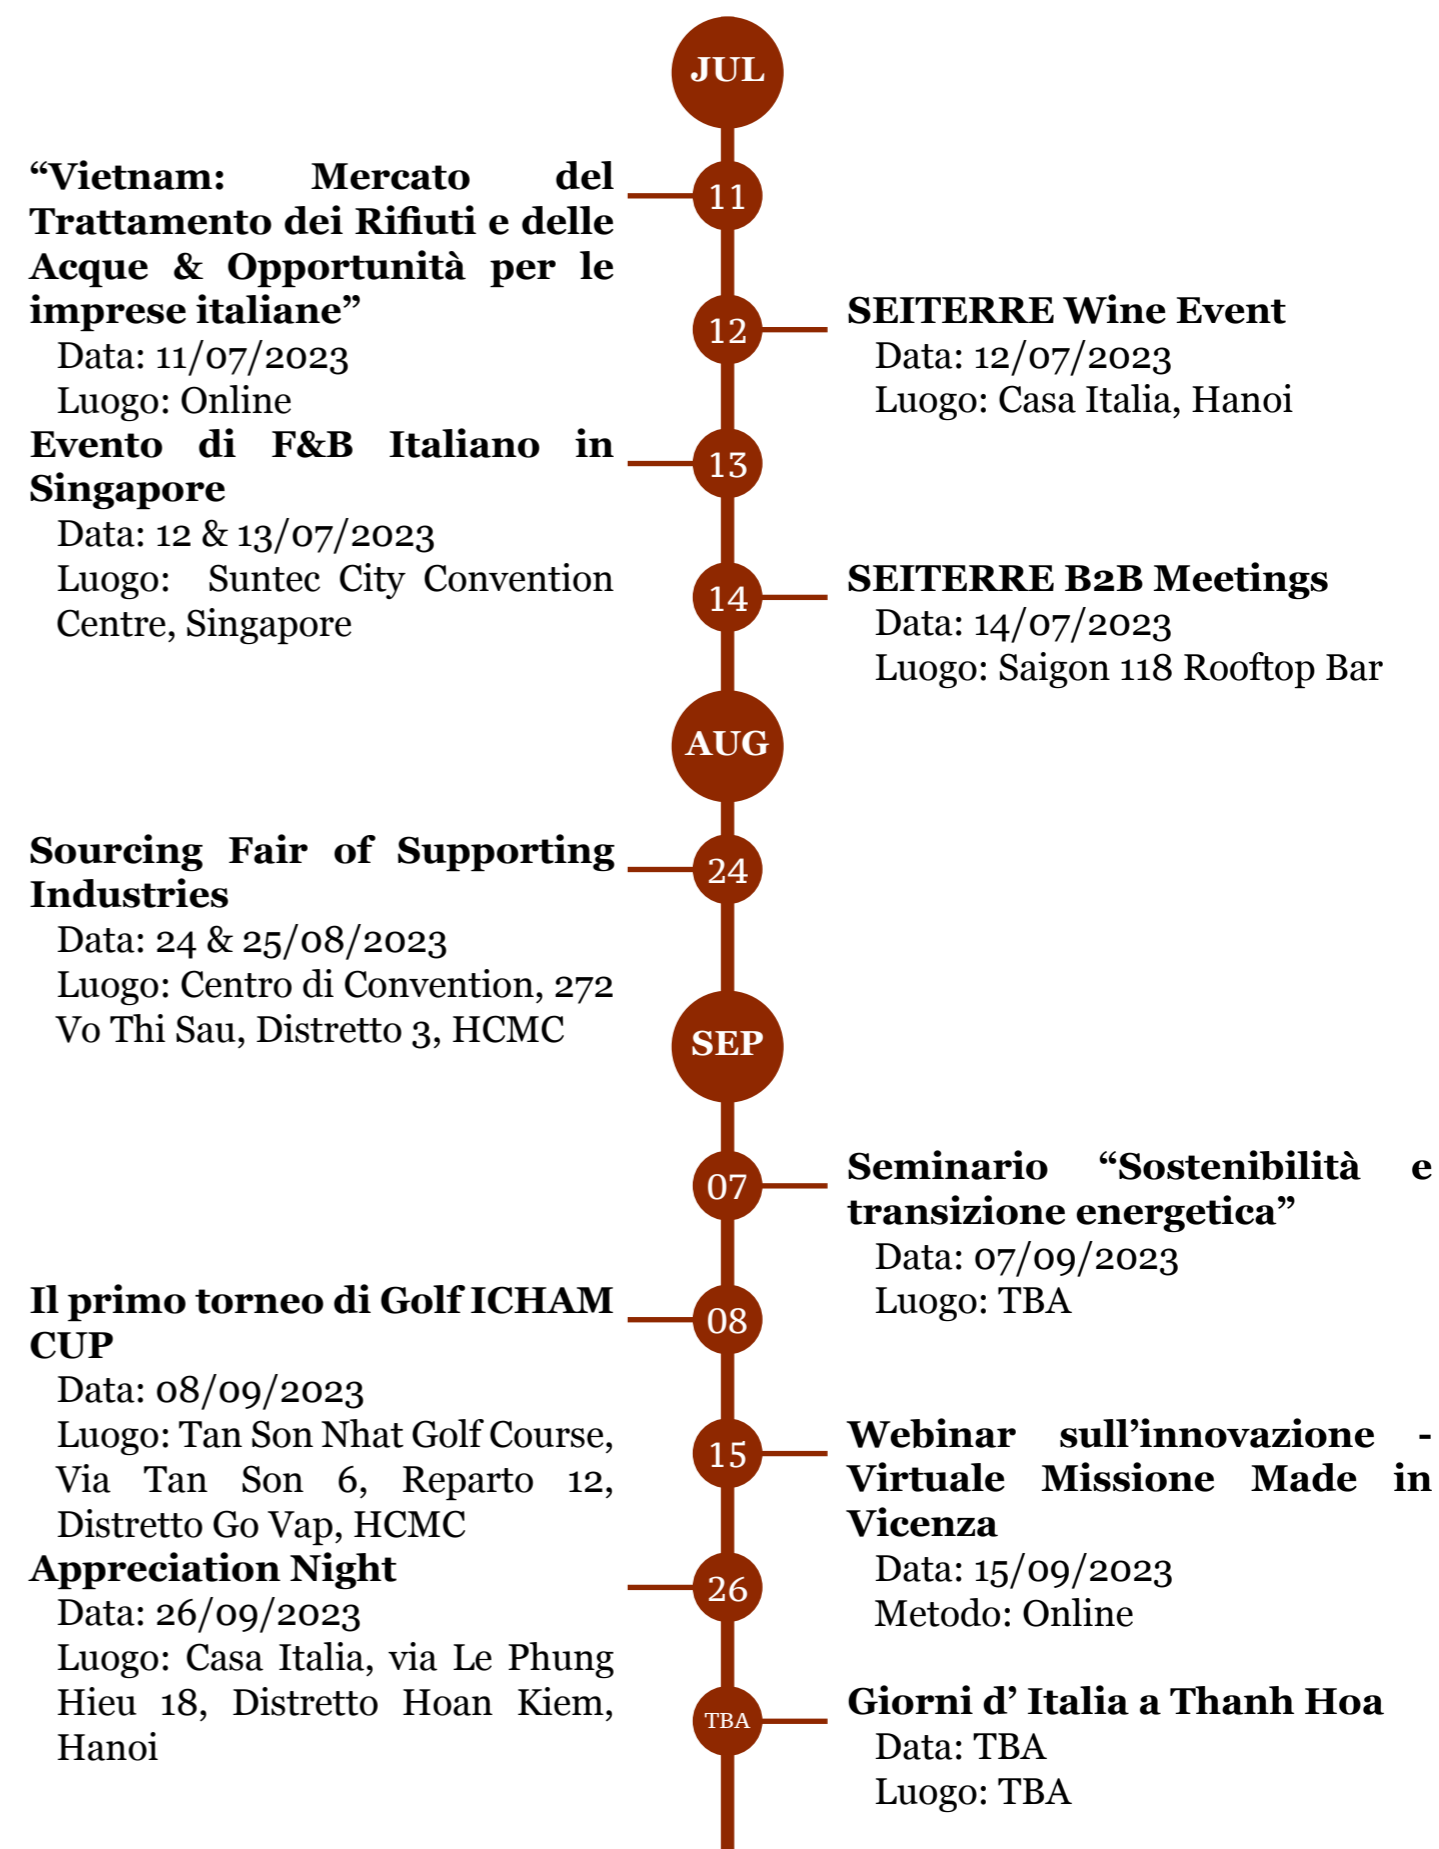 JUL
11
“Vietnam: Mercato del
Trattamento dei Rifiuti e delle
Acque & Opportunità per le
imprese italiane”
Data: 11/07/2023
Luogo: Online
12
SEITERRE Wine Event
Data: 12/07/2023
Luogo: Casa Italia, Hanoi
13
Evento di F&B Italiano in
Singapore
Data: 12 & 13/07/2023
Luogo: Suntec City Convention
Centre, Singapore
14
SEITERRE B2B Meetings
Data: 14/07/2023
Luogo: Saigon 118 Rooftop Bar
AUG
24
Sourcing Fair of Supporting
Industries
Data: 24 & 25/08/2023
Luogo: Centro di Convention, 272
Vo Thi Sau, Distretto 3, HCMC
SEP
07
Seminario “Sostenibilità e
transizione energetica”
Data: 07/09/2023
Luogo: TBA
08
Il primo torneo di Golf ICHAM
CUP
Data: 08/09/2023
Luogo: Tan Son Nhat Golf Course,
Via Tan Son 6, Reparto 12,
Distretto Go Vap, HCMC
15
Webinar sull’innovazione -
Virtuale Missione Made in
Vicenza
Data: 15/09/2023
Metodo: Online
26
Appreciation Night
Data: 26/09/2023
Luogo: Casa Italia, via Le Phung
Hieu 18, Distretto Hoan Kiem,
Hanoi
TBA
Giorni d’ Italia a Thanh Hoa
Data: TBA
Luogo: TBA